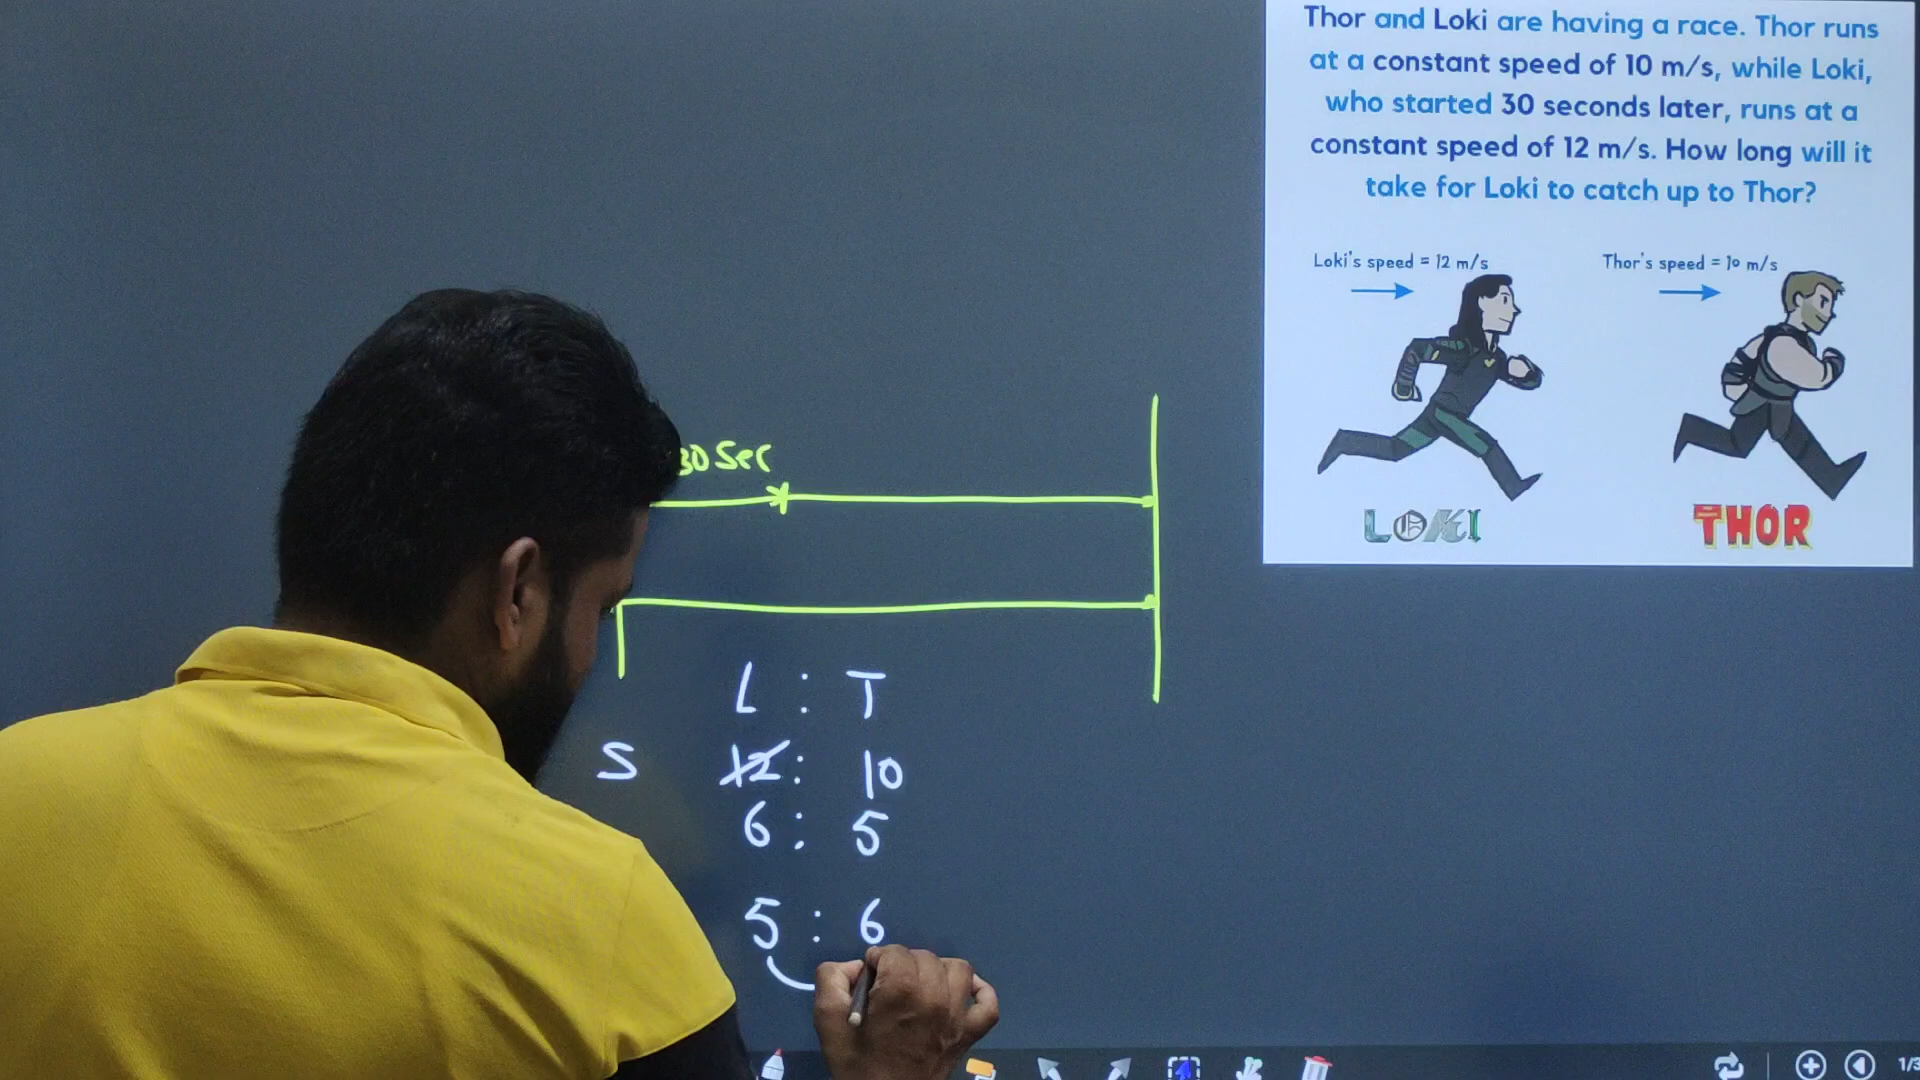 Thor and Loki are having a race. Thor runs
at a constant speed of 10 m/s, while Loki,
who started 30 seconds later, runs at a
constant speed of 12 m/s. How long will it
take for Loki to catch up to Thor?
Loki's speed = 12 m/s
Thor's speed = 10 m/s
LOKI
THOR
30 Sec
L : T
S 12 : 10
6 : 5
5 : 6